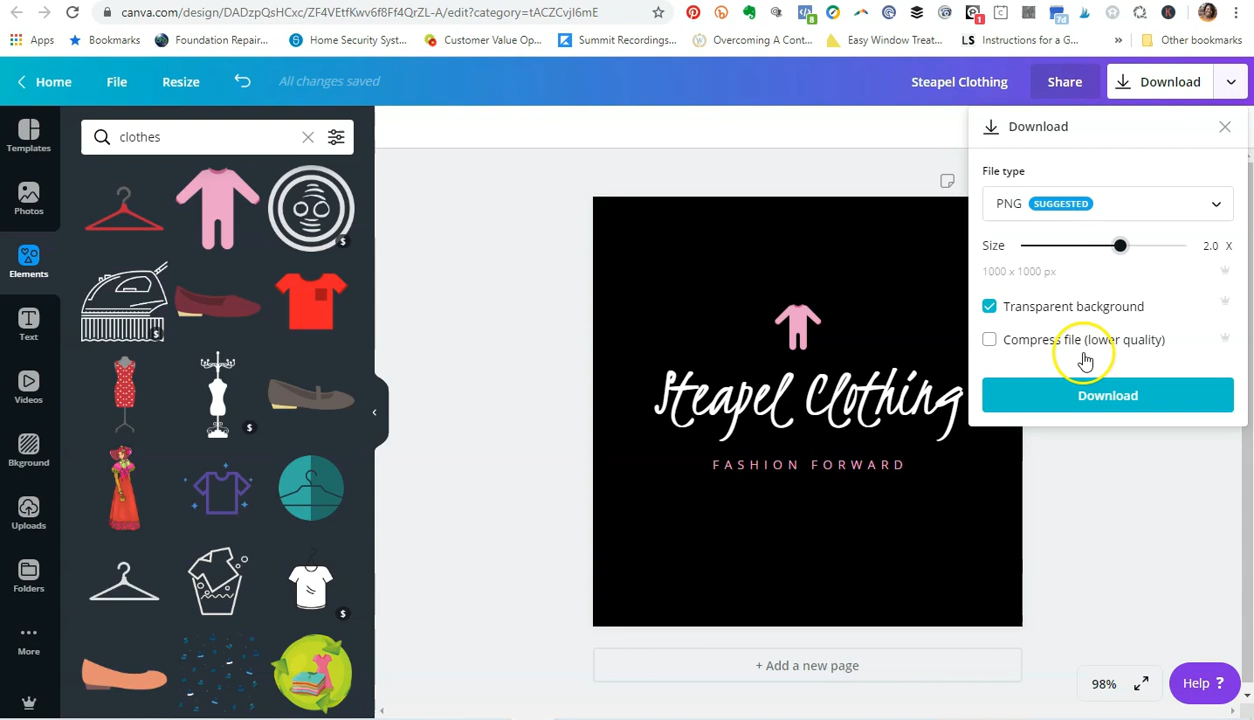 canva.com/design/DADzpQsHCxc/ZF4VEtfKwv6f8Ff4QrZL-A/edit?category=tACZCvjI6mE
8
1
7d
K
Apps
Bookmarks
Foundation Repair...
Home Security Syst...
Customer Value Op...
Summit Recordings...
Overcoming A Cont...
Easy Window Treat...
LS Instructions for a G...
»
Other bookmarks
Home
File
Resize
All changes saved
Steapel Clothing
Share
Download
Templates
Photos
Elements
Text
Videos
Bkground
Uploads
Folders
More
clothes
$
$
$
$
Steapel Clothing
FASHION FORWARD
+ Add a new page
Download
File type
PNG SUGGESTED
Size 2.0 X
1000 x 1000 px
Transparent background
Compress file (lower quality)
Download
98%
Help ?